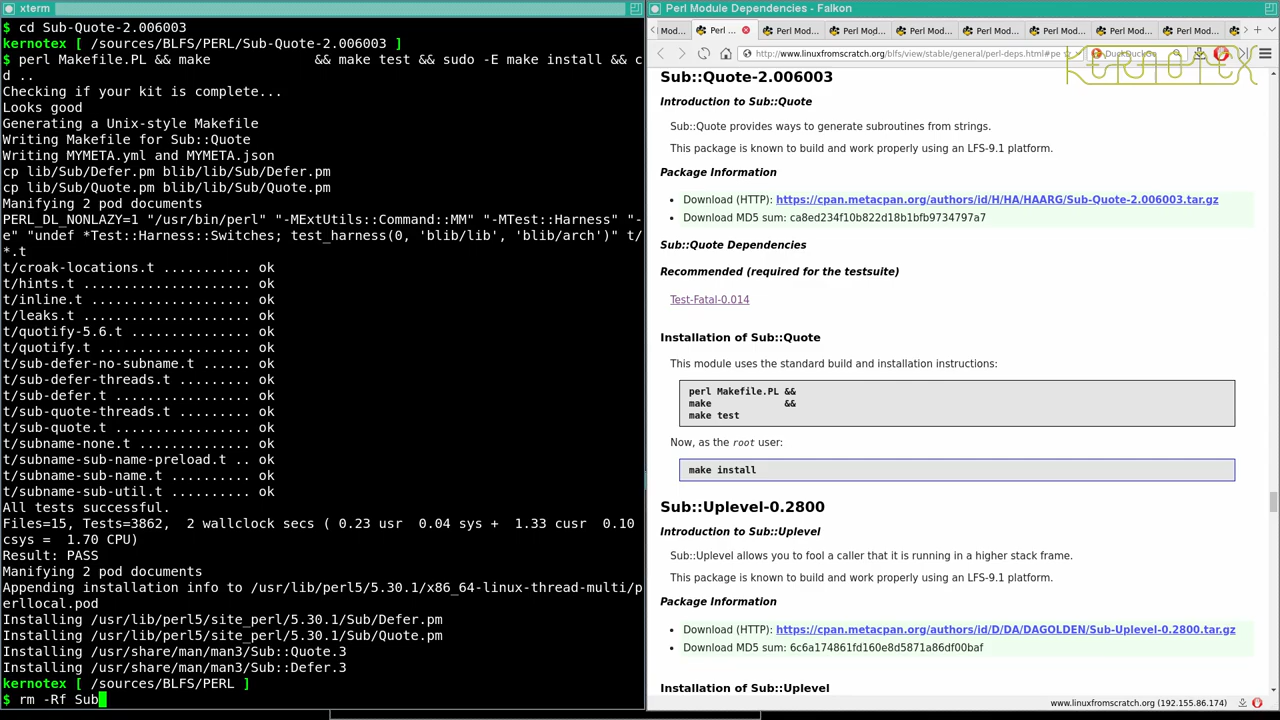 xterm
$ cd Sub-Quote-2.006003
kernotex [ /sources/BLFS/PERL/Sub-Quote-2.006003 ]
$ perl Makefile.PL && make             && make test && sudo -E make install && c
d ..
Checking if your kit is complete...
Looks good
Generating a Unix-style Makefile
Writing Makefile for Sub::Quote
Writing MYMETA.yml and MYMETA.json
cp lib/Sub/Defer.pm blib/lib/Sub/Defer.pm
cp lib/Sub/Quote.pm blib/lib/Sub/Quote.pm
Manifying 2 pod documents
PERL_DL_NONLAZY=1 "/usr/bin/perl" "-MExtUtils::Command::MM" "-MTest::Harness" "-
e" "undef *Test::Harness::Switches; test_harness(0, 'blib/lib', 'blib/arch')" t/
*.t
t/croak-locations.t ........... ok
t/hints.t ..................... ok
t/inline.t .................... ok
t/leaks.t ..................... ok
t/quotify-5.6.t ............... ok
t/quotify.t ................... ok
t/sub-defer-no-subname.t ...... ok
t/sub-defer-threads.t ......... ok
t/sub-defer.t ................. ok
t/sub-quote-threads.t ......... ok
t/sub-quote.t ................. ok
t/subname-none.t .............. ok
t/subname-sub-name-preload.t .. ok
t/subname-sub-name.t .......... ok
t/subname-sub-util.t .......... ok
All tests successful.
Files=15, Tests=3862,  2 wallclock secs ( 0.23 usr  0.04 sys +  1.33 cusr  0.10
csys =  1.70 CPU)
Result: PASS
Manifying 2 pod documents
Appending installation info to /usr/lib/perl5/5.30.1/x86_64-linux-thread-multi/p
erllocal.pod
Installing /usr/lib/perl5/site_perl/5.30.1/Sub/Defer.pm
Installing /usr/lib/perl5/site_perl/5.30.1/Sub/Quote.pm
Installing /usr/share/man/man3/Sub::Quote.3
Installing /usr/share/man/man3/Sub::Defer.3
kernotex [ /sources/BLFS/PERL ]
$ rm -Rf Sub
Perl Module Dependencies - Falkon
Mod... Perl ... Perl Mod... Perl Mod... Perl Mod... Perl Mod... Perl Mod... Perl Mod... Perl Mod...
http://www.linuxfromscratch.org/blfs/view/stable/general/perl-deps.html#pe DuckDuckGo
KERNOTEX
Sub::Quote-2.006003
Introduction to Sub::Quote
Sub::Quote provides ways to generate subroutines from strings.
This package is known to build and work properly using an LFS-9.1 platform.
Package Information
• Download (HTTP): https://cpan.metacpan.org/authors/id/H/HA/HAARG/Sub-Quote-2.006003.tar.gz
• Download MD5 sum: ca8ed234f10b822d18b1bfb9734797a7
Sub::Quote Dependencies
Recommended (required for the testsuite)
Test-Fatal-0.014
Installation of Sub::Quote
This module uses the standard build and installation instructions:
perl Makefile.PL &&
make             &&
make test
Now, as the root user:
make install
Sub::Uplevel-0.2800
Introduction to Sub::Uplevel
Sub::Uplevel allows you to fool a caller that it is running in a higher stack frame.
This package is known to build and work properly using an LFS-9.1 platform.
Package Information
• Download (HTTP): https://cpan.metacpan.org/authors/id/D/DA/DAGOLDEN/Sub-Uplevel-0.2800.tar.gz
• Download MD5 sum: 6c6a174861fd160e8d5871a86df00baf
Installation of Sub::Uplevel
www.linuxfromscratch.org (192.155.86.174)